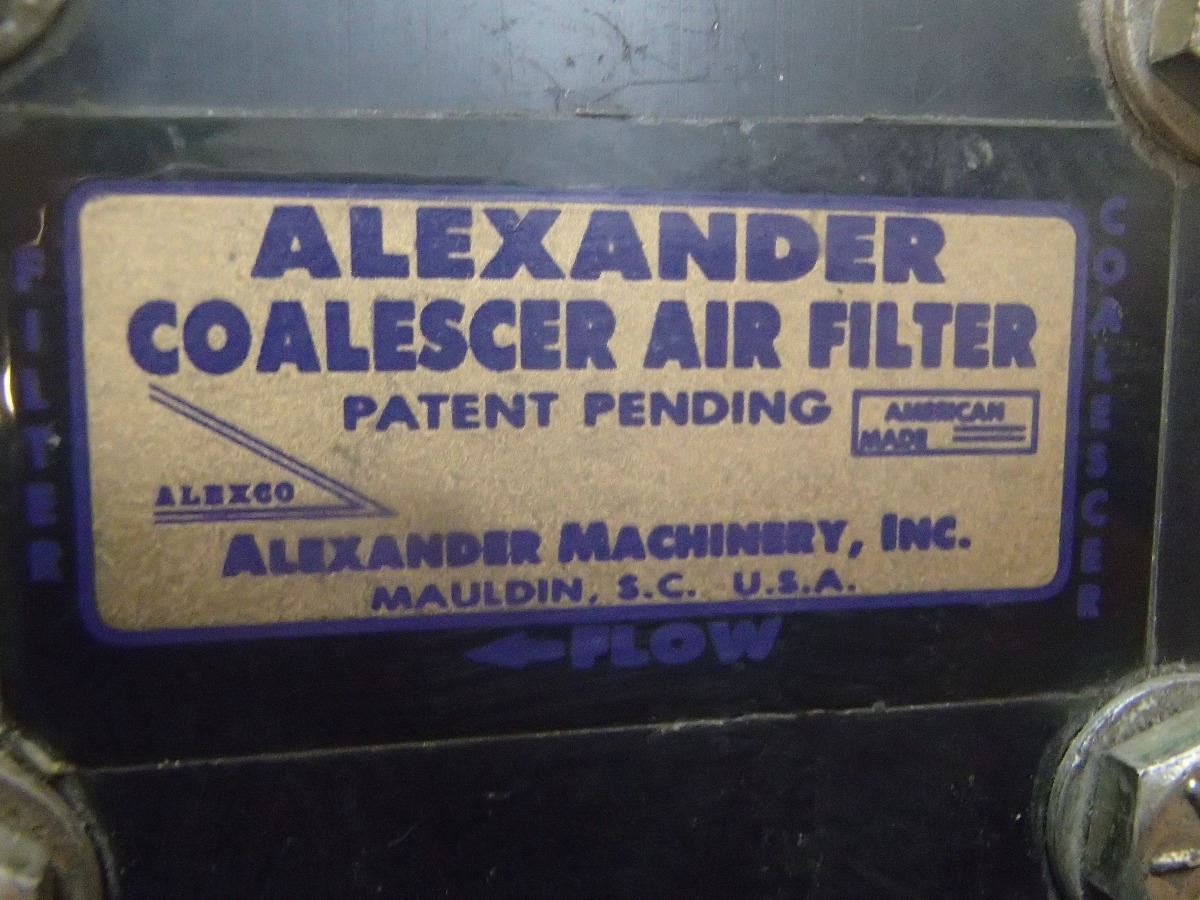 ALEXANDER
COALESCER AIR FILTER
PATENT PENDING
AMERICAN
MADE
ALEXCO
ALEXANDER MACHINERY, INC.
MAULDIN, S.C. U.S.A.
FLOW
FILTER
COALESCER